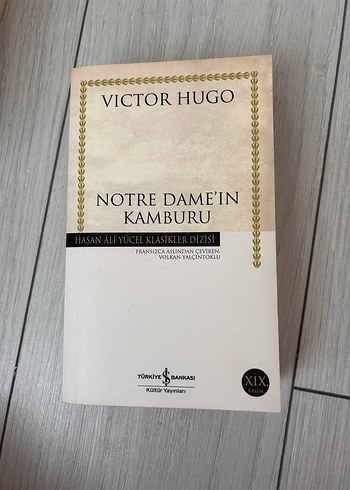 VICTOR HUGO
NOTRE DAME'IN
KAMBURU
HASAN ÂLİ YÜCEL KLASİKLER DİZİSİ
FRANSIZCA ASLINDAN ÇEVİREN:
VOLKAN YALÇINTOKLU
TÜRKİYE İŞ BANKASI
Kültür Yayınları
XIX.
BASIM